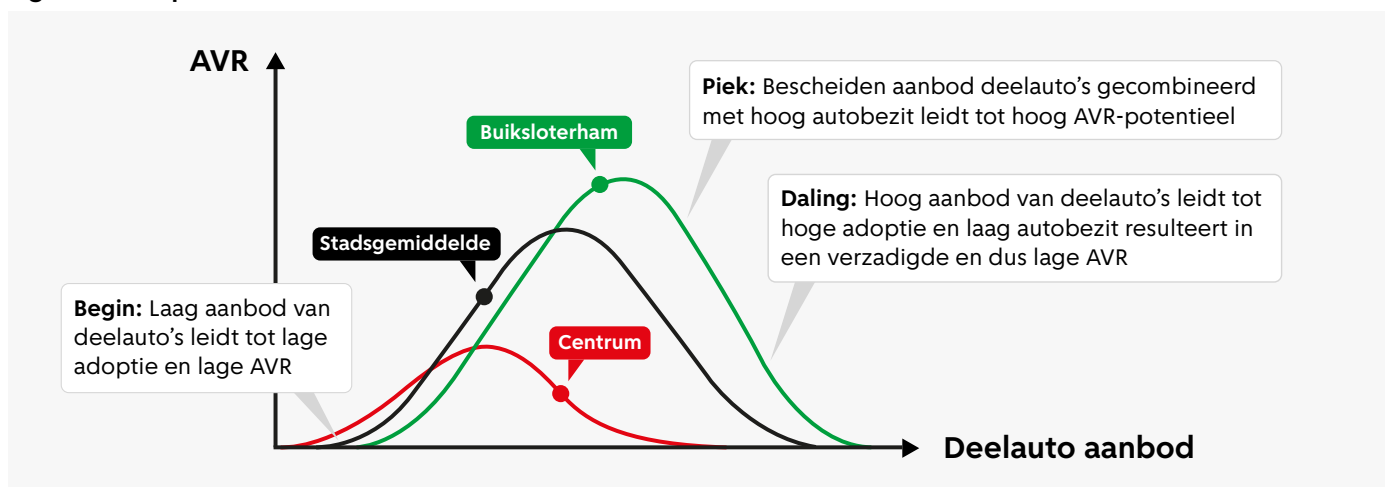 AVR
Piek: Bescheiden aanbod deelauto's gecombineerd
met hoog autobezit leidt tot hoog AVR-potentieel
Buiksloterham
Daling: Hoog aanbod van deelauto's leidt tot
hoge adoptie en laag autobezit resulteert in
een verzadigde en dus lage AVR
Stadsgemiddelde
Begin: Laag aanbod van
deelauto's leidt tot lage
adoptie en lage AVR
Centrum
Deelauto aanbod